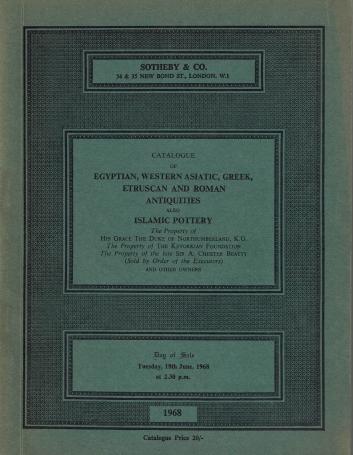 SOTHEBY & CO.
34 & 35 NEW BOND ST., LONDON, W.1
CATALOGUE
OF
EGYPTIAN, WESTERN ASIATIC, GREEK,
ETRUSCAN AND ROMAN
ANTIQUITIES
ALSO
ISLAMIC POTTERY
The Property of
HIS GRACE THE DUKE OF NORTHUMBERLAND, K.G.
The Property of THE KEVORKIAN FOUNDATION
The Property of the late SIR A. CHESTER BEATTY
(Sold by Order of the Executors)
AND OTHER OWNERS
Day of Sale
Tuesday, 18th June, 1968
at 2.30 p.m.
1968
Catalogue Price 20/-